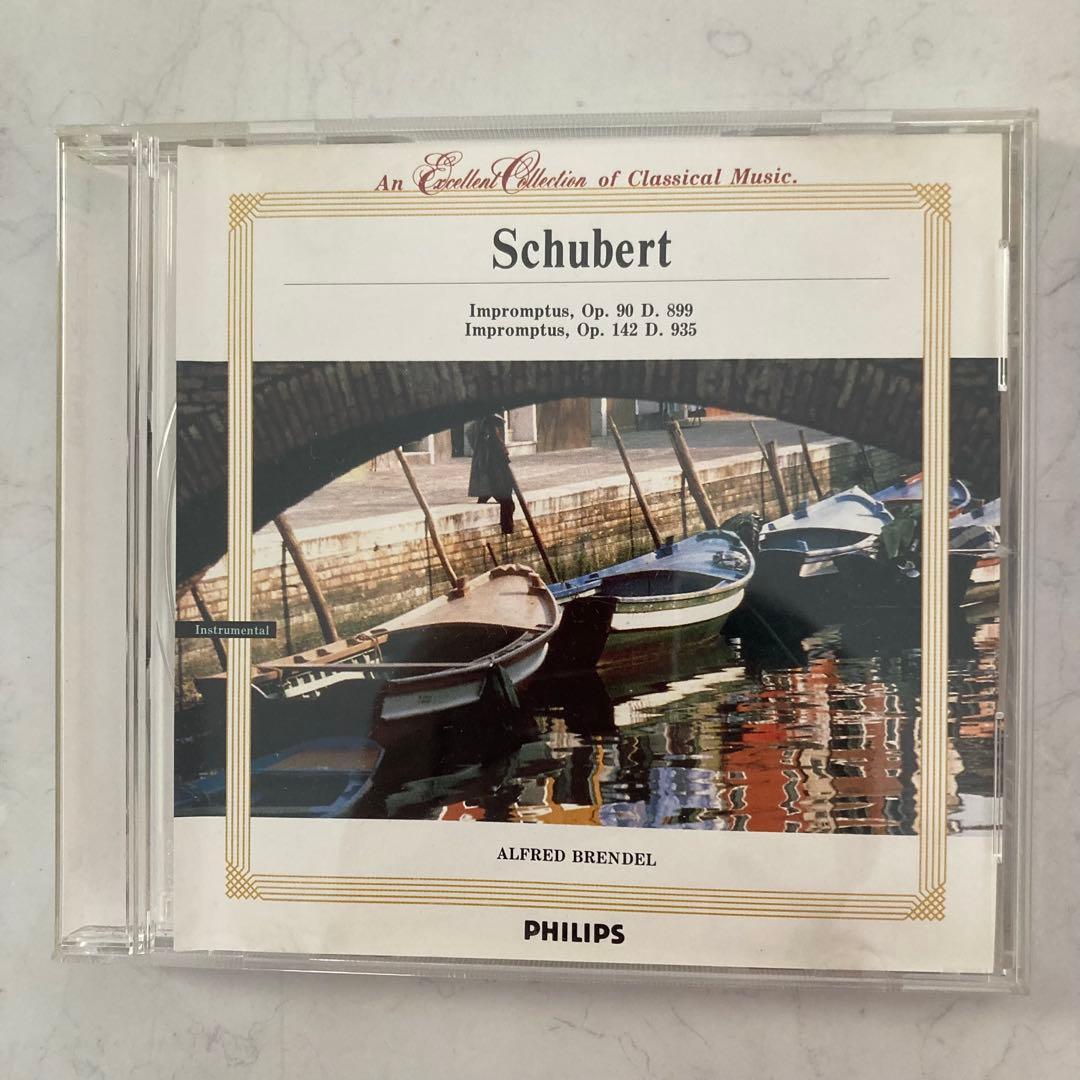 An Excellent Collection of Classical Music.
Schubert
Impromptus, Op. 90 D. 899
Impromptus, Op. 142 D. 935
Instrumental
ALFRED BRENDEL
PHILIPS